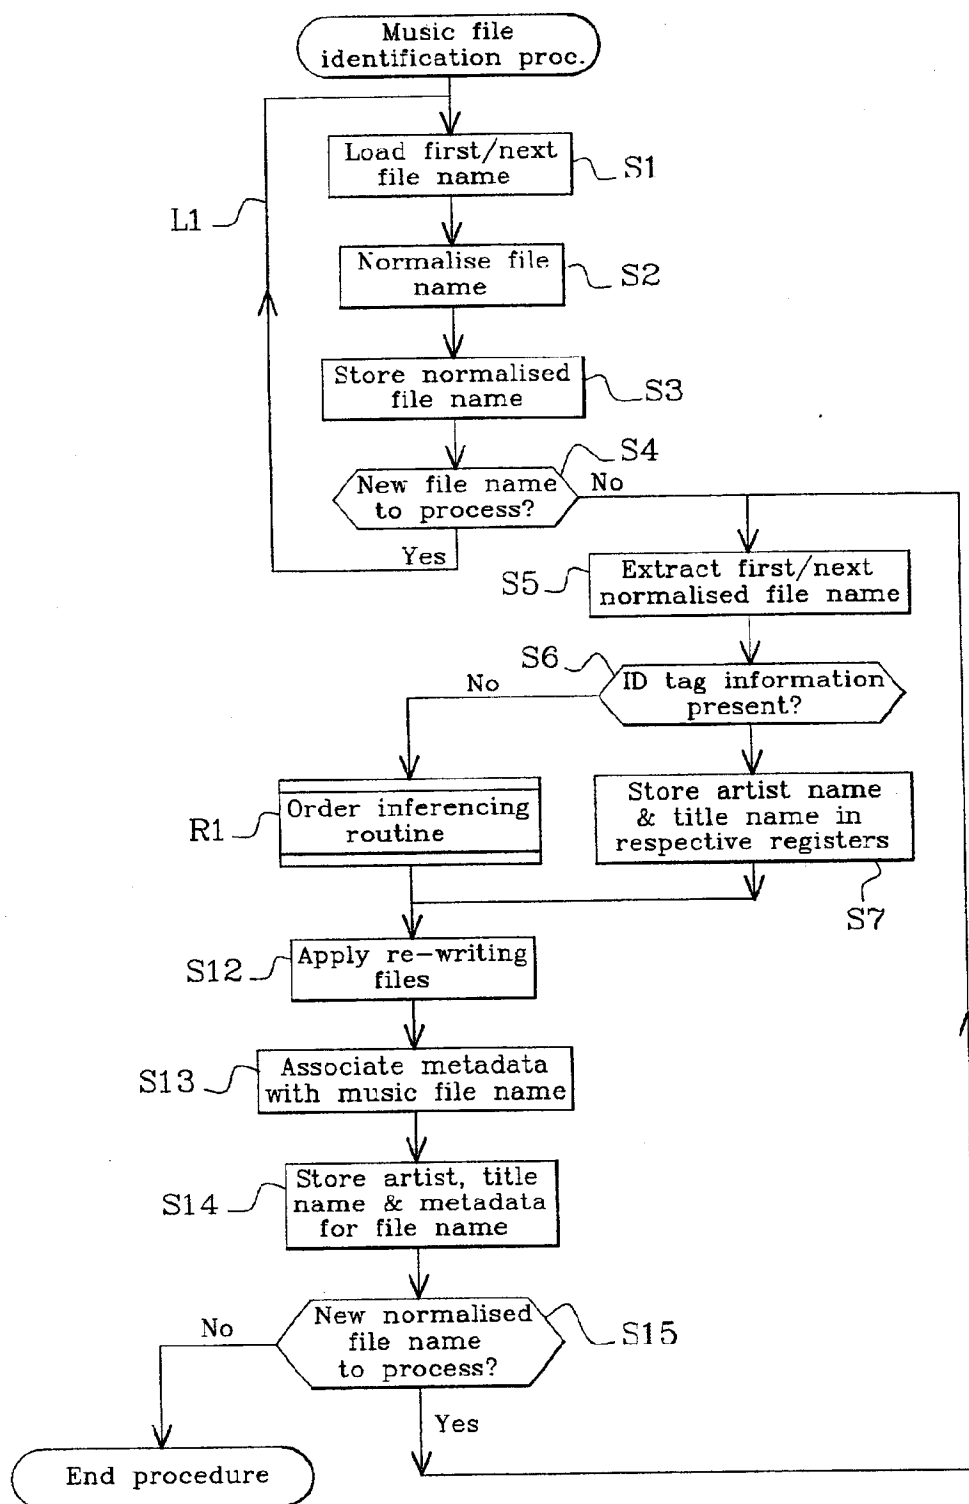 Music file
identification proc.
Load first/next
file name
S1
L1
Normalise file
name
S2
Store normalised
file name
S3
S4
New file name
to process?
No
Yes
S5
Extract first/next
normalised file name
S6
No
ID tag information
present?
R1
Order inferencing
routine
Store artist name
& title name in
respective registers
S7
S12
Apply re-writing
files
S13
Associate metadata
with music file name
S14
Store artist, title
name & metadata
for file name
No
New normalised
file name
to process?
S15
Yes
End procedure